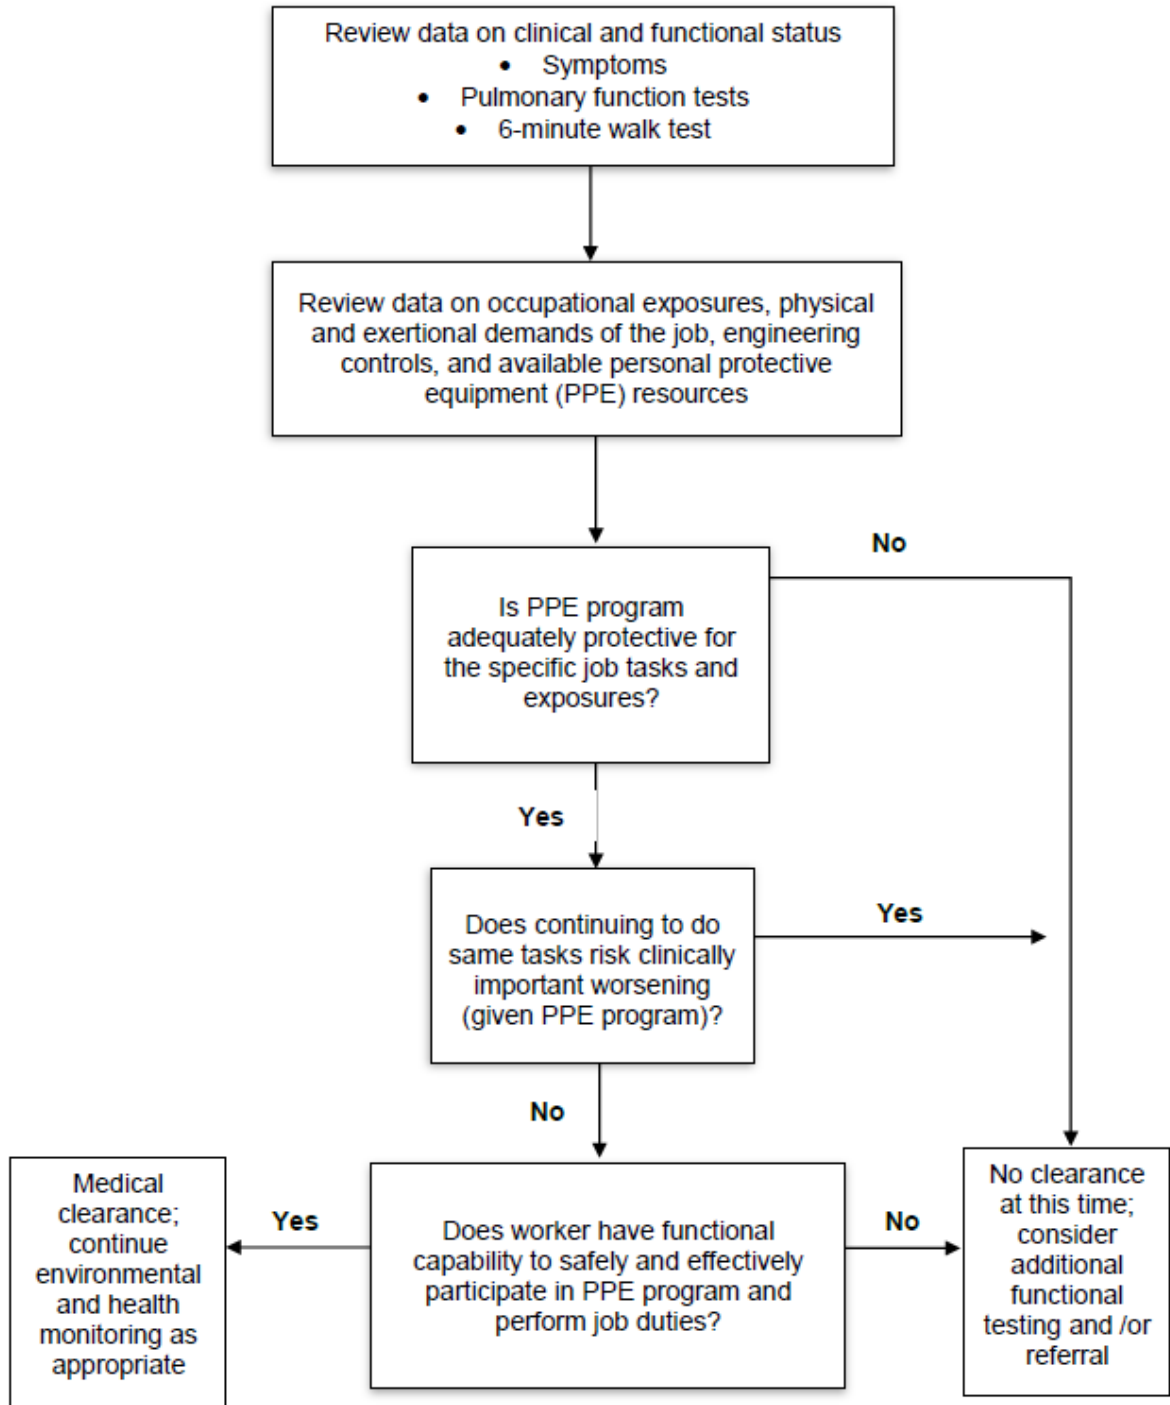 Review data on clinical and functional status
• Symptoms
• Pulmonary function tests
• 6-minute walk test
Review data on occupational exposures, physical
and exertional demands of the job, engineering
controls, and available personal protective
equipment (PPE) resources
No
Is PPE program
adequately protective for
the specific job tasks and
exposures?
Yes
Does continuing to do
same tasks risk clinically
important worsening
(given PPE program)?
Yes
No
Medical
clearance;
continue
environmental
and health
monitoring as
appropriate
Yes
Does worker have functional
capability to safely and effectively
participate in PPE program and
perform job duties?
No
No clearance
at this time;
consider
additional
functional
testing and /or
referral